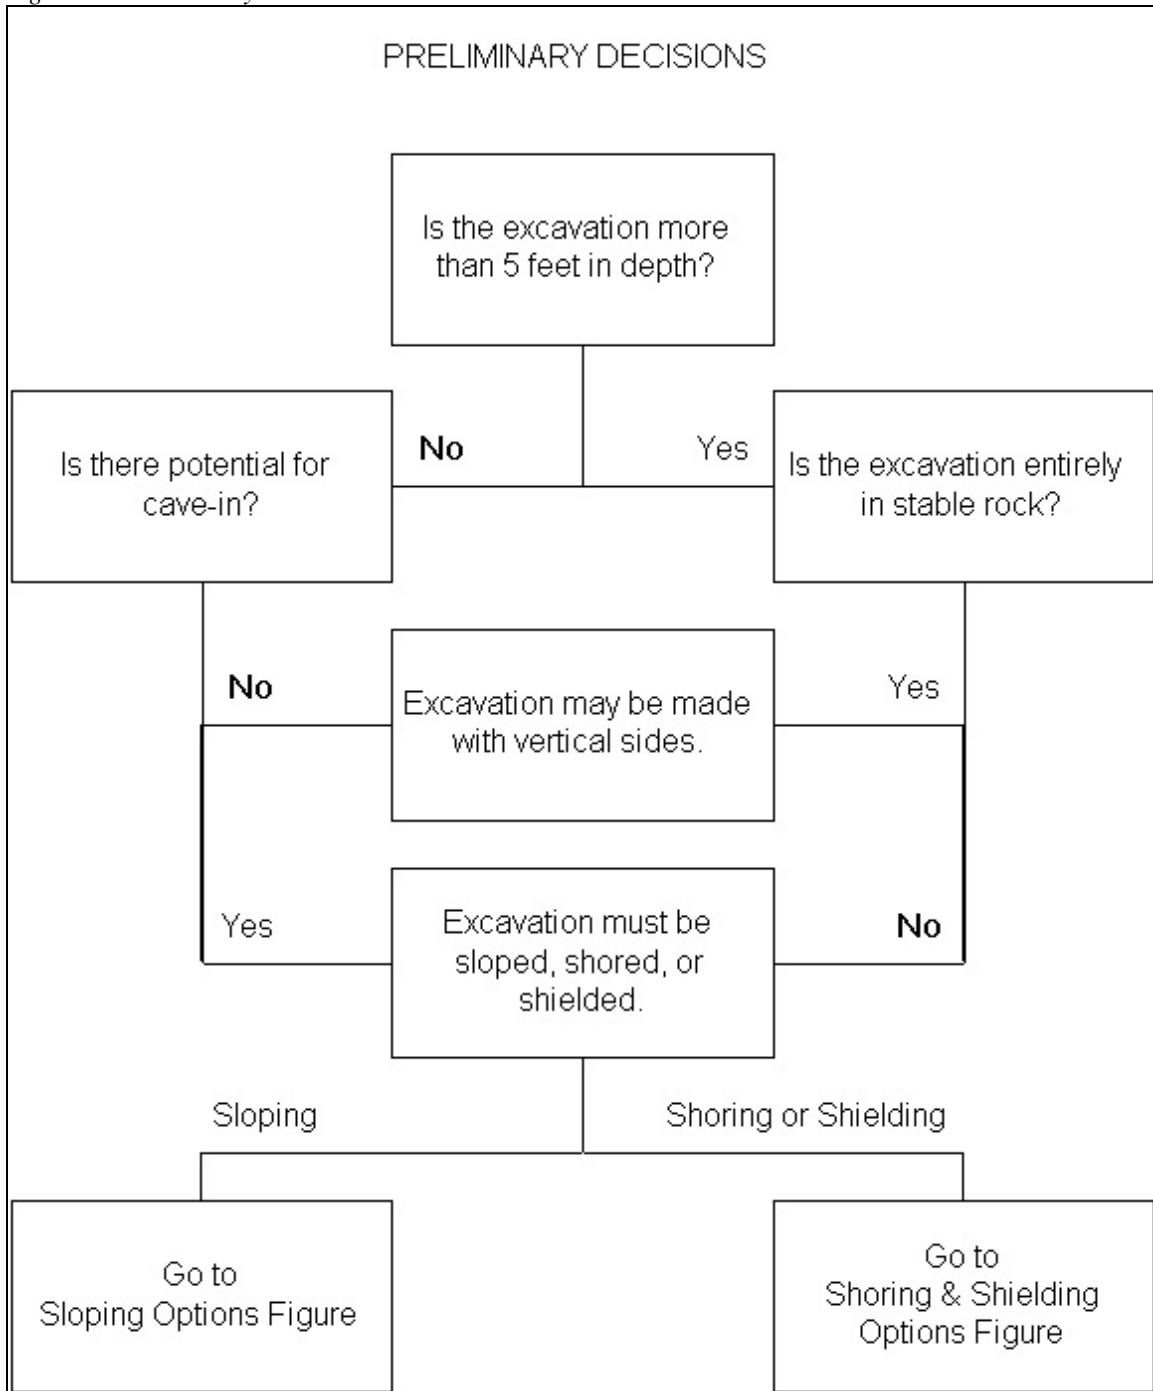 PRELIMINARY DECISIONS
Is the excavation more
than 5 feet in depth?
No
Yes
Is there potential for
cave-in?
Is the excavation entirely
in stable rock?
No
Yes
Excavation may be made
with vertical sides.
Yes
No
Excavation must be
sloped, shored, or
shielded.
Sloping
Shoring or Shielding
Go to
Sloping Options Figure
Go to
Shoring & Shielding
Options Figure